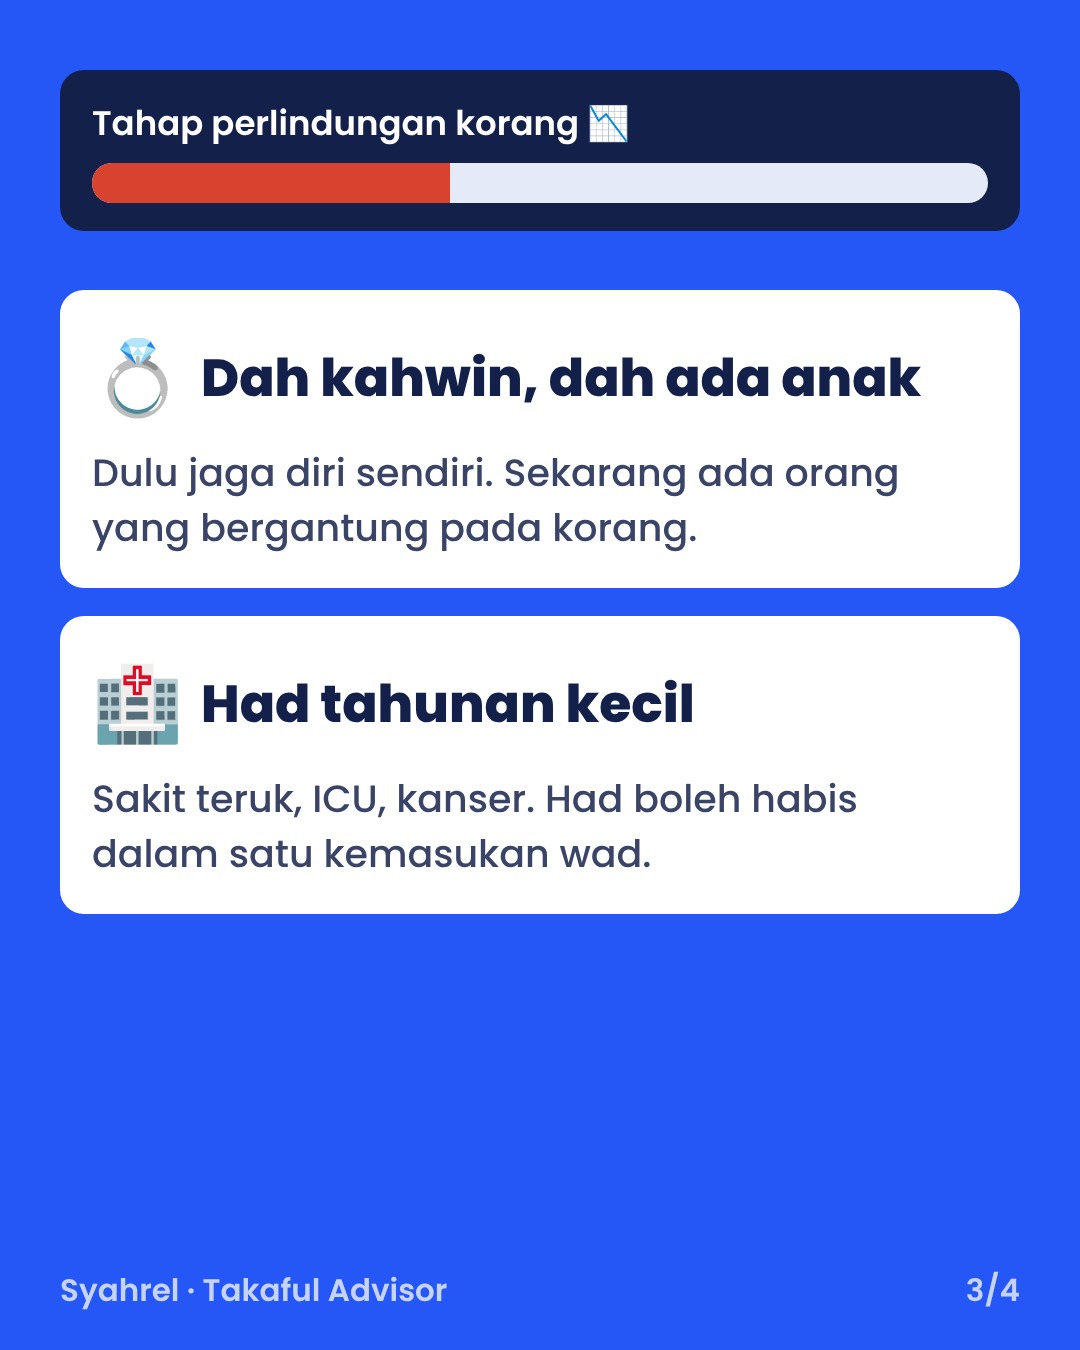 Tahap perlindungan korang 📉
Dah kahwin, dah ada anak
Dulu jaga diri sendiri. Sekarang ada orang
yang bergantung pada korang.
Had tahunan kecil
Sakit teruk, ICU, kanser. Had boleh habis
dalam satu kemasukan wad.
Syahrel · Takaful Advisor
3/4